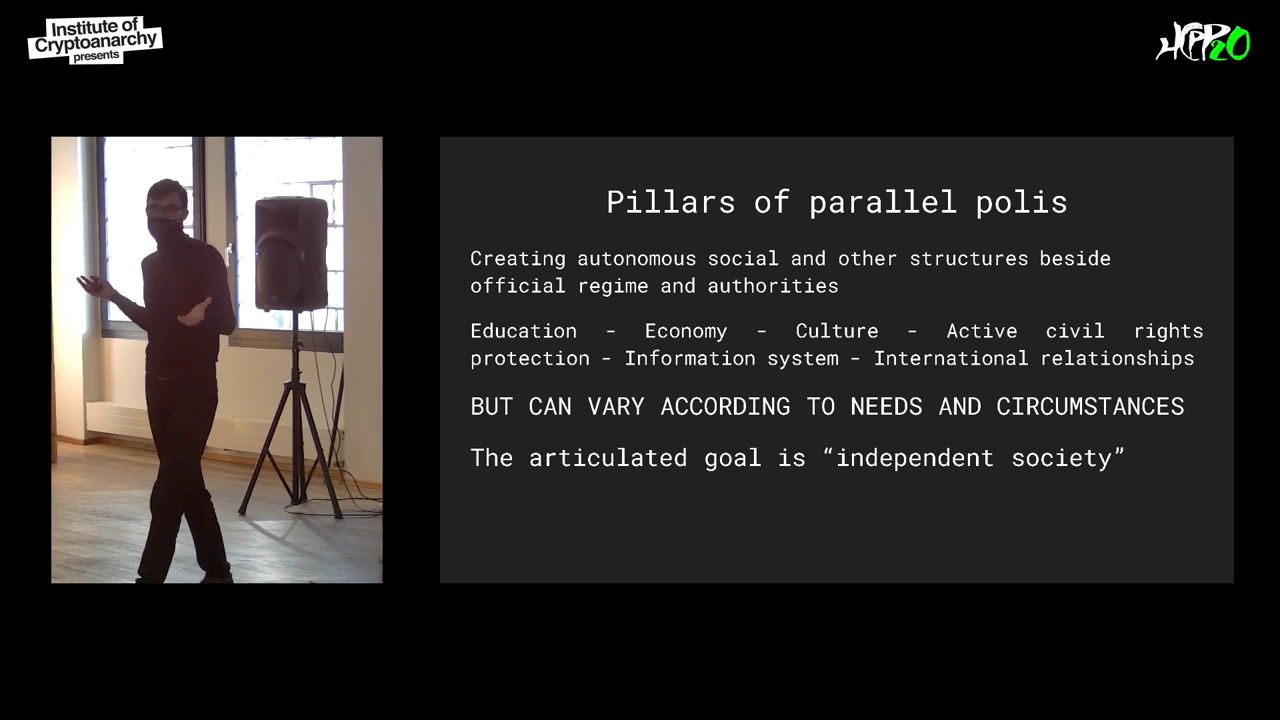 Institute of
Cryptoanarchy
presents
HCPP20
Pillars of parallel polis
Creating autonomous social and other structures beside
official regime and authorities
Education - Economy - Culture - Active civil rights
protection - Information system - International relationships
BUT CAN VARY ACCORDING TO NEEDS AND CIRCUMSTANCES
The articulated goal is “independent society”